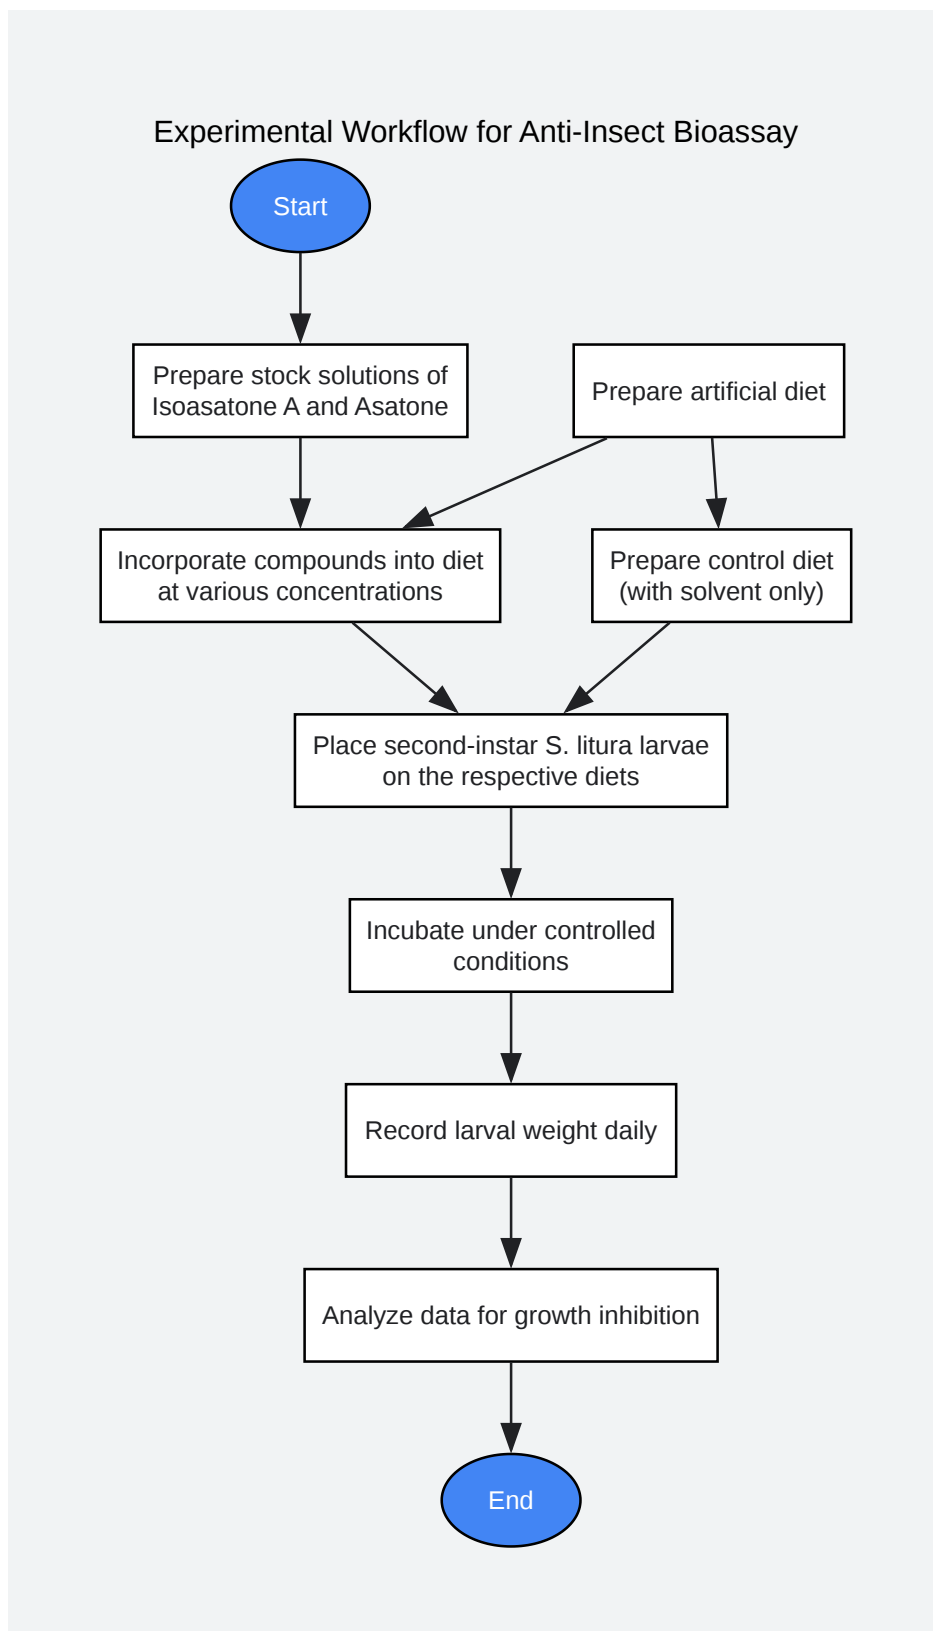 Experimental Workflow for Anti-Insect Bioassay
Start
Prepare stock solutions of
Isoasatone A and Asatone
Prepare artificial diet
Incorporate compounds into diet
at various concentrations
Prepare control diet
(with solvent only)
Place second-instar S. litura larvae
on the respective diets
Incubate under controlled
conditions
Record larval weight daily
Analyze data for growth inhibition
End